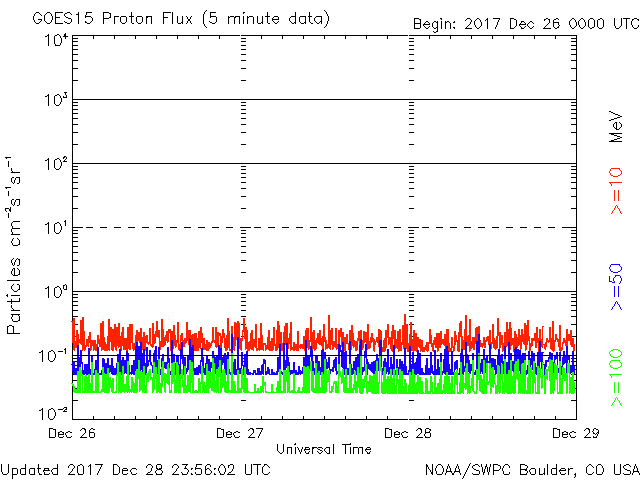 GOES15 Proton Flux (5 minute data)
Begin: 2017 Dec 26 0000 UTC
10⁴
10³
10²
10¹
10⁰
10⁻¹
10⁻²
Particles cm⁻²s⁻¹sr⁻¹
MeV
>=10
>=50
>=100
Dec 26 Dec 27 Dec 28 Dec 29
Universal Time
Updated 2017 Dec 28 23:56:02 UTC
NOAA/SWPC Boulder, CO USA